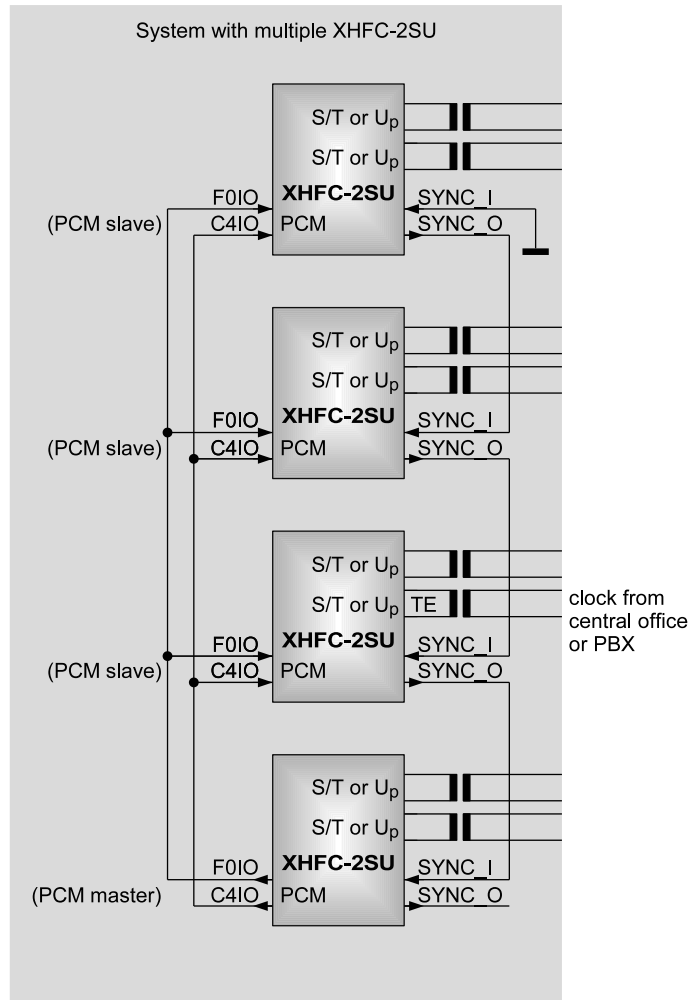 System with multiple XHFC-2SU
S/T or Up
S/T or Up
XHFC-2SU
F0IO
SYNC_I
(PCM slave)
C4IO
PCM
SYNC_O
S/T or Up
S/T or Up
XHFC-2SU
F0IO
SYNC_I
(PCM slave)
C4IO
PCM
SYNC_O
S/T or Up
S/T or Up
TE
clock from
central office
or PBX
XHFC-2SU
F0IO
SYNC_I
(PCM slave)
C4IO
PCM
SYNC_O
S/T or Up
S/T or Up
XHFC-2SU
F0IO
SYNC_I
(PCM master)
C4IO
PCM
SYNC_O